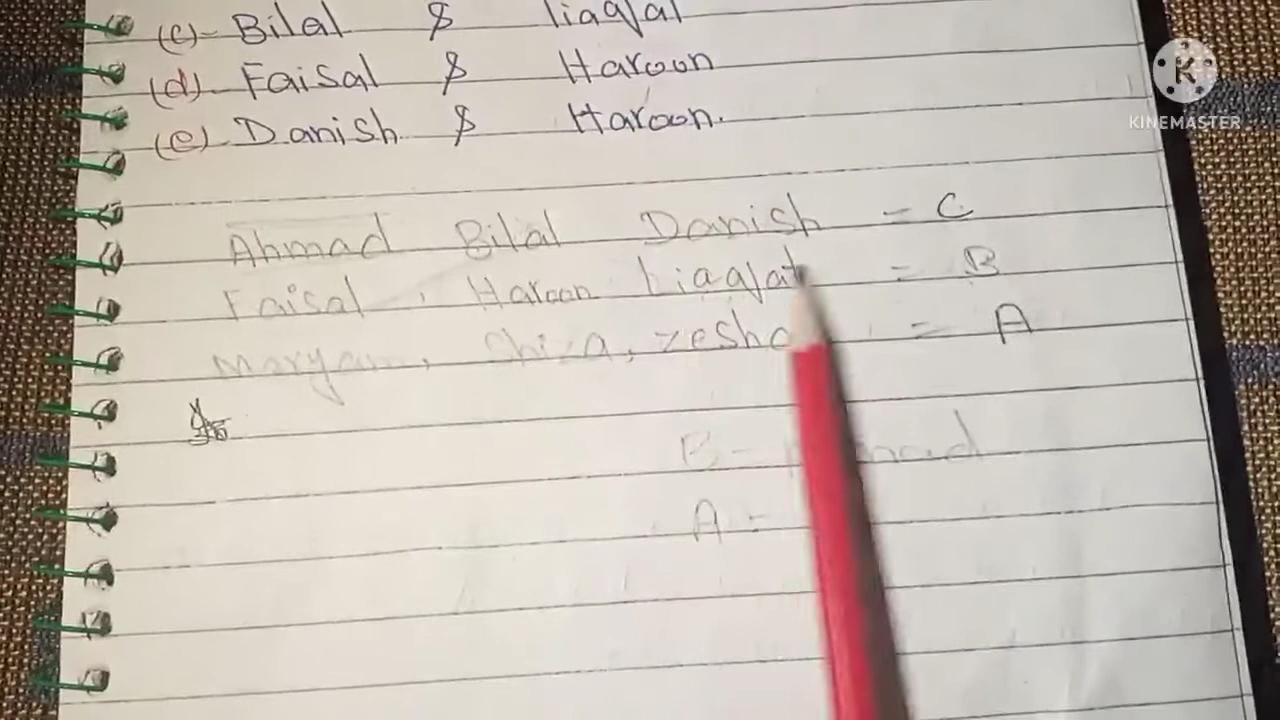 (c)- Bilal & liaqat
(d). Faisal & Haroon
(e). Danish & Haroon.
K
KINEMASTER
Ahmad Bilal Danish = C
Faisal, Haroon Liaqat = B
Maryam, Shiza, zesha = A
B-
A =